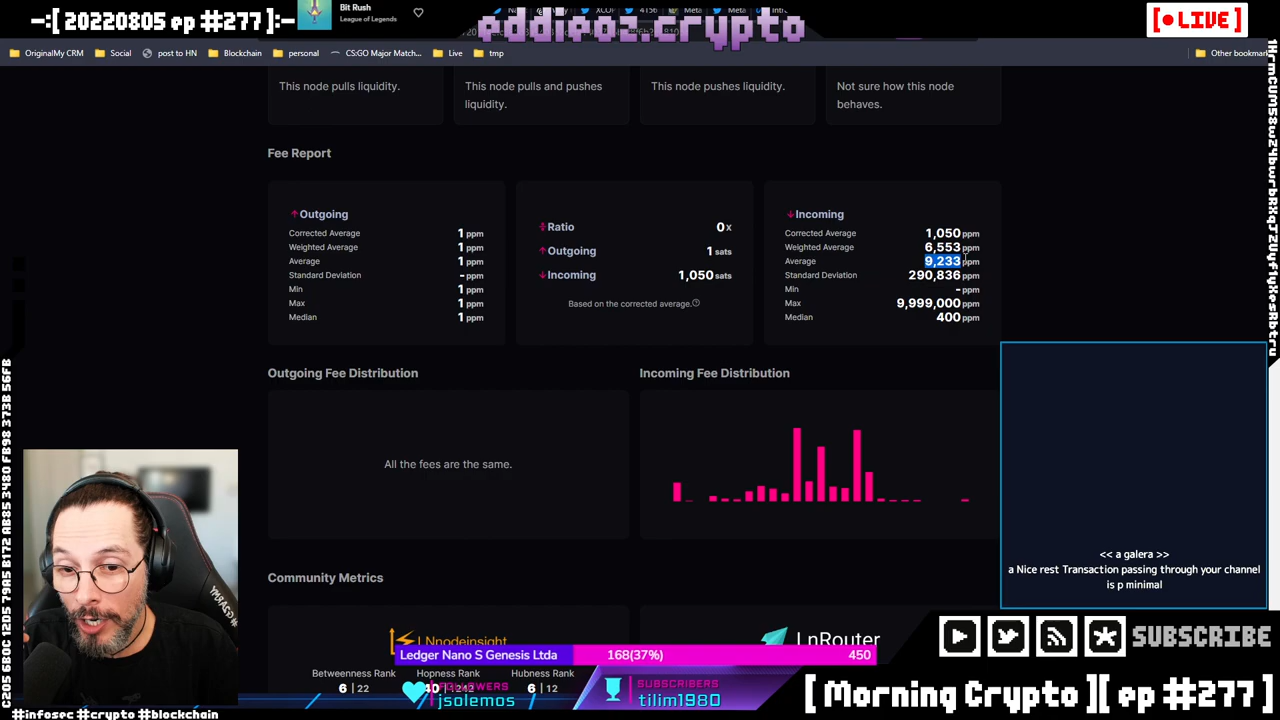 -:[ 20220805 ep #277]:-
Bit Rush
League of Legends
eddieoz.crypto
[ LIVE ]
OriginalMy CRM
Social
post to HN
Blockchain
personal
CS:GO Major Match...
Live
tmp
Other bookmar
This node pulls liquidity.
This node pulls and pushes
liquidity.
This node pushes liquidity.
Not sure how this node
behaves.
Fee Report
Outgoing
Corrected Average 1 ppm
Weighted Average 1 ppm
Average 1 ppm
Standard Deviation - ppm
Min 1 ppm
Max 1 ppm
Median 1 ppm
Ratio 0 x
Outgoing 1 sats
Incoming 1,050 sats
Based on the corrected average.
Incoming
Corrected Average 1,050 ppm
Weighted Average 6,553 ppm
Average 9,233 ppm
Standard Deviation 290,836 ppm
Min - ppm
Max 9,999,000 ppm
Median 400 ppm
Outgoing Fee Distribution
All the fees are the same.
Incoming Fee Distribution
<< a galera >>
a Nice rest Transaction passing through your channel
is p minimal
Community Metrics
LNnodeinsight
LnRouter
Betweenness Rank
6 | 22
Hopness Rank
Hubness Rank
6 | 12
Ledger Nano S Genesis Ltda 168(37%) 450
FOLLOWERS
jsolemos
SUBSCRIBERS
tilim1980
SUBSCRIBE
[ Morning Crypto ][ ep #277 ]
#infosec #crypto #blockchain